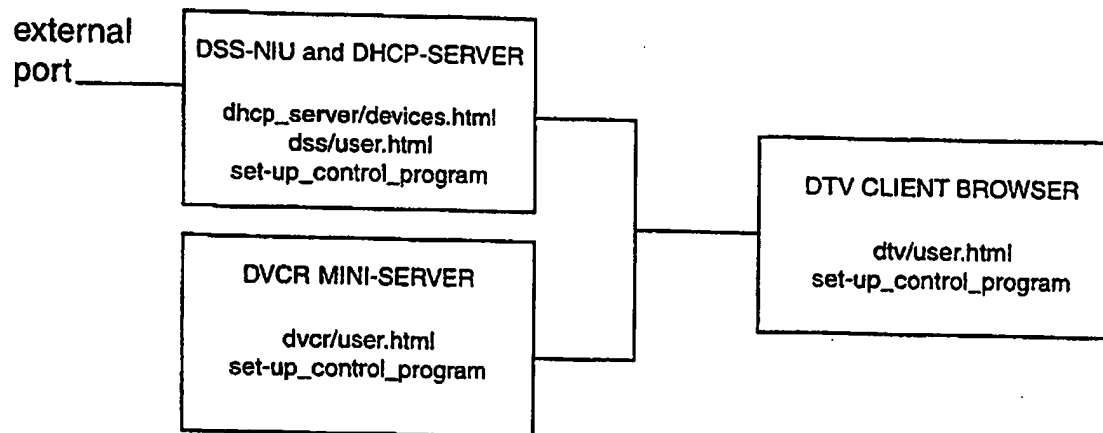 external
port
DSS-NIU and DHCP-SERVER
dhcp_server/devices.html
dss/user.html
set-up_control_program
DVCR MINI-SERVER
dvcr/user.html
set-up_control_program
DTV CLIENT BROWSER
dtv/user.html
set-up_control_program